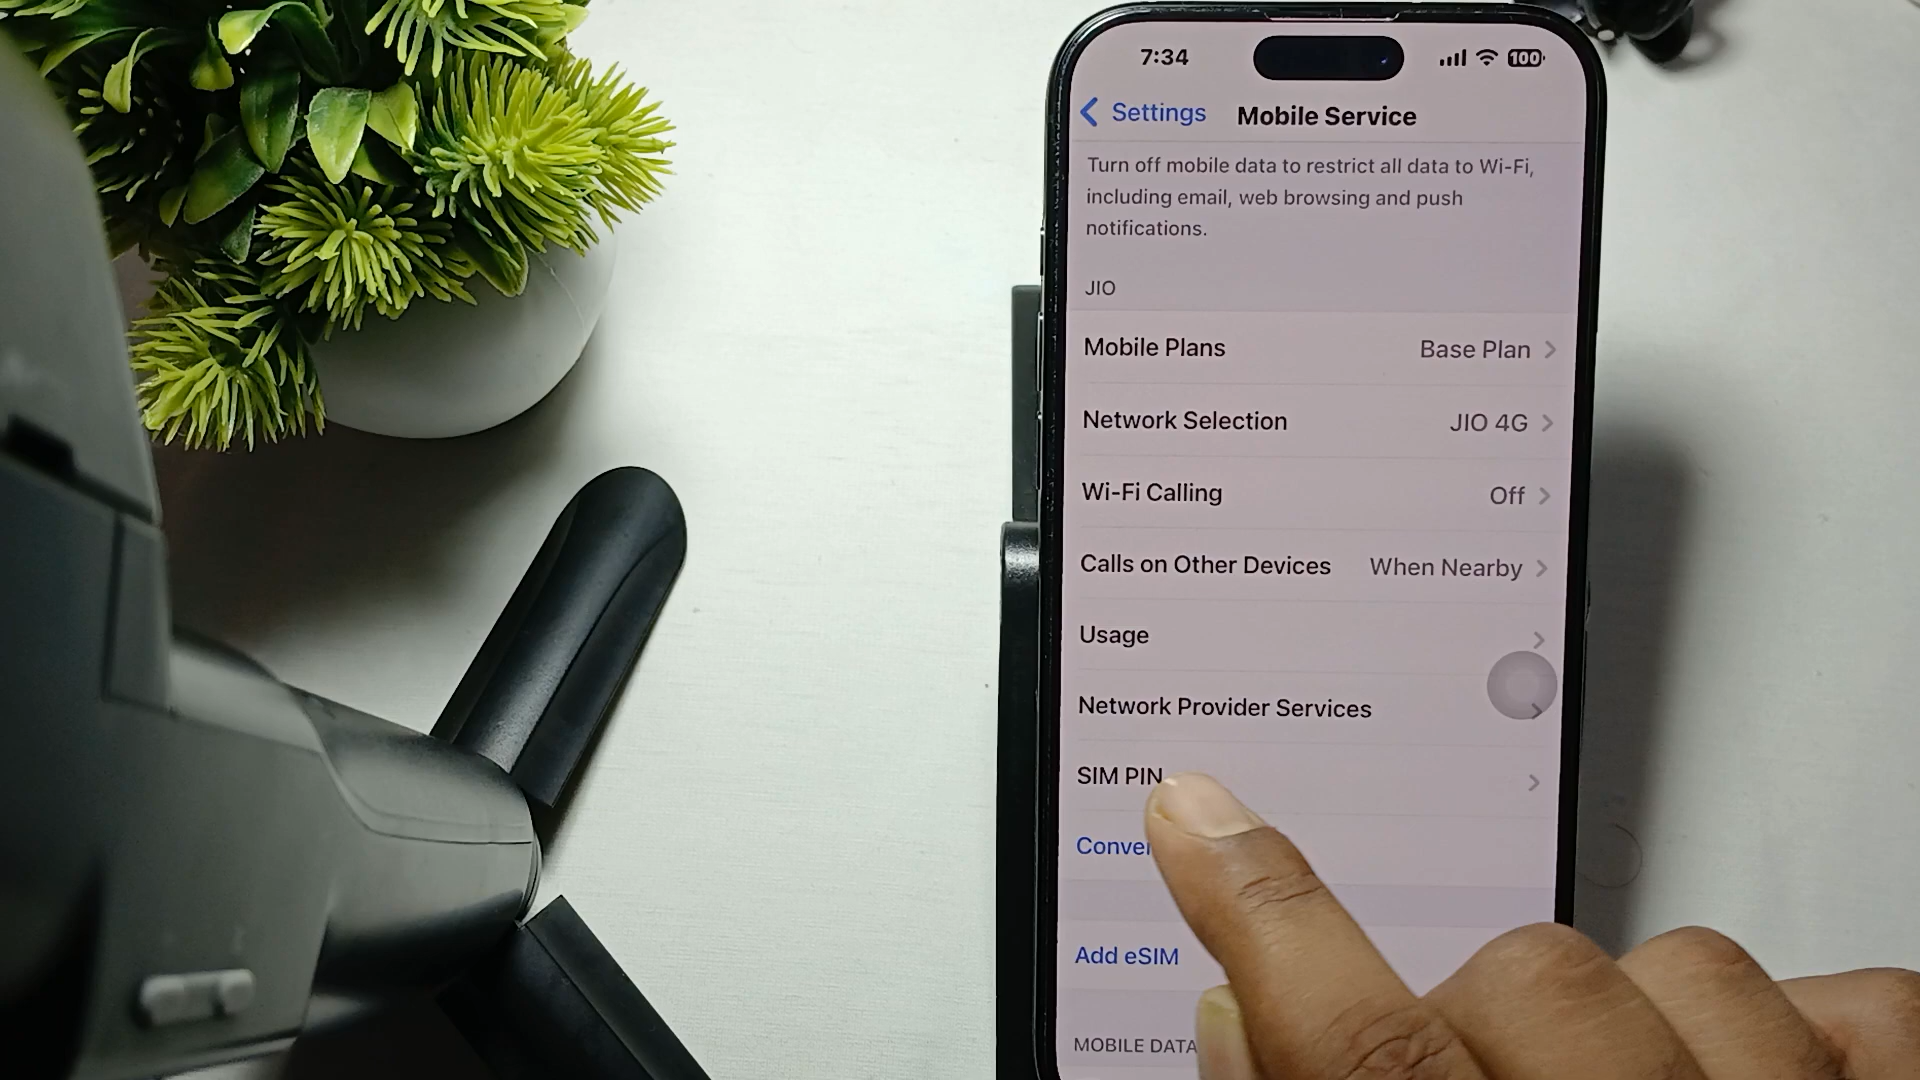 7:34
100
Settings
Mobile Service
Turn off mobile data to restrict all data to Wi-Fi,
including email, web browsing and push
notifications.
JIO
Mobile Plans Base Plan
Network Selection JIO 4G
Wi-Fi Calling Off
Calls on Other Devices When Nearby
Usage
Network Provider Services
SIM PIN
Add eSIM
MOBILE DATA